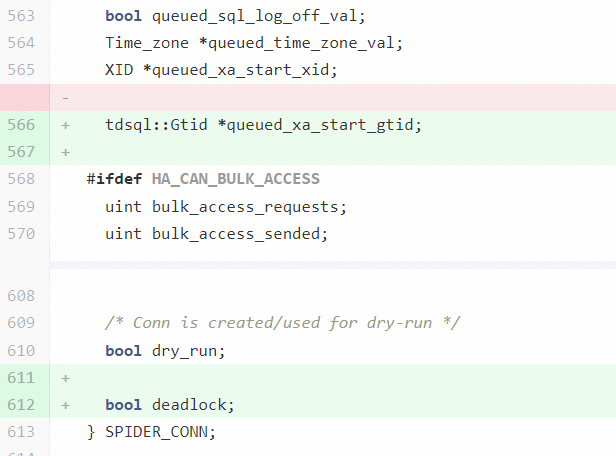 563 bool queued_sql_log_off_val;
564 Time_zone *queued_time_zone_val;
565 XID *queued_xa_start_xid;
-
566 + tdsql::Gtid *queued_xa_start_gtid;
567 +
568 #ifdef HA_CAN_BULK_ACCESS
569 uint bulk_access_requests;
570 uint bulk_access_sended;
608
609 /* Conn is created/used for dry-run */
610 bool dry_run;
611 +
612 + bool deadlock;
613 } SPIDER_CONN;